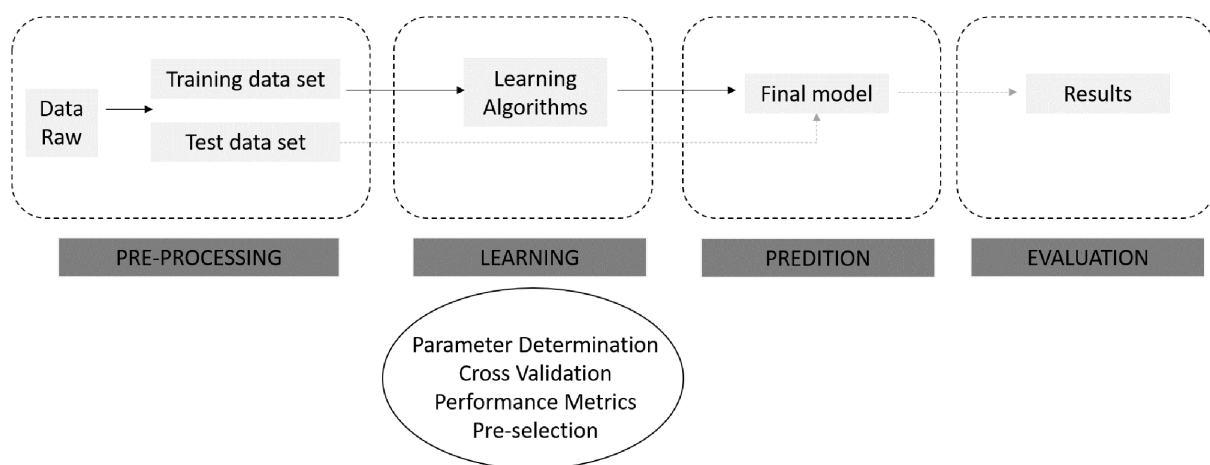 Data
Raw
Training data set
Test data set
Learning
Algorithms
Final model
Results
PRE-PROCESSING
LEARNING
PREDITION
EVALUATION
Parameter Determination
Cross Validation
Performance Metrics
Pre-selection